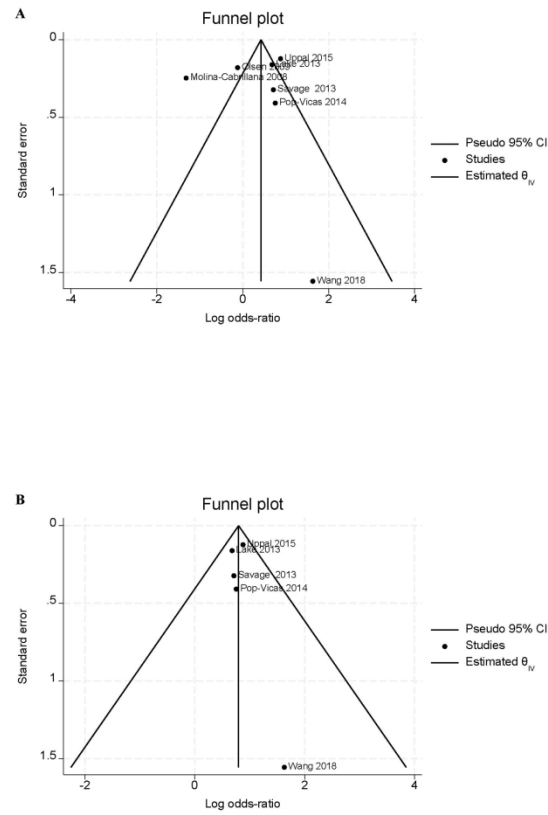 A
Funnel plot
0
.5
1
1.5
Standard error
Uppal 2015
Lake 2013
Olsen 2009
Molina-Cabrillana 2008
Savage 2013
Pop-Vicas 2014
Wang 2018
-4
-2
0
2
4
Log odds-ratio
Pseudo 95% CI
Studies
Estimated θIV
B
Funnel plot
0
.5
1
1.5
Standard error
Uppal 2015
Lake 2013
Savage 2013
Pop-Vicas 2014
Wang 2018
-2
0
2
4
Log odds-ratio
Pseudo 95% CI
Studies
Estimated θIV